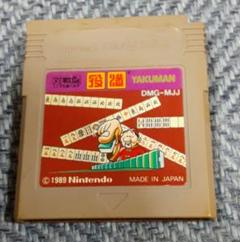 役満 YAKUMAN
DMG-MJJ
©1989 Nintendo MADE IN JAPAN